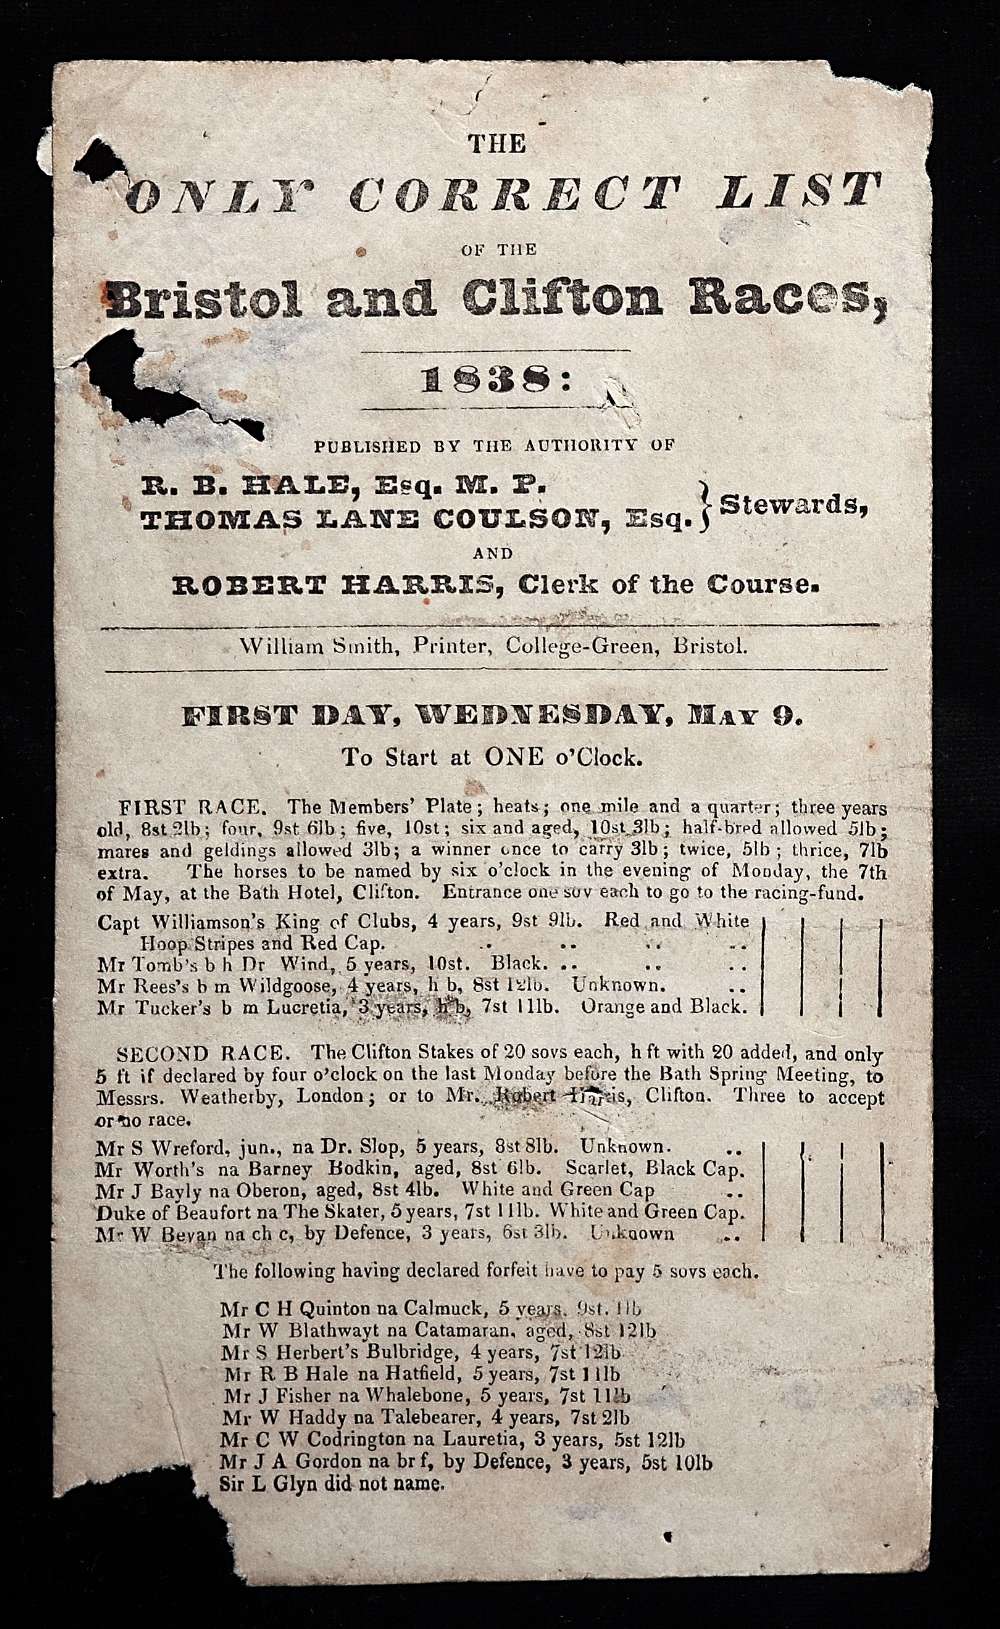 THE
ONLY CORRECT LIST
OF THE
Bristol and Clifton Races,
1838:
PUBLISHED BY THE AUTHORITY OF
R. B. HALE, Esq. M. P.
THOMAS LANE COULSON, Esq. } Stewards,
AND
ROBERT HARRIS, Clerk of the Course.
William Smith, Printer, College-Green, Bristol.
FIRST DAY, WEDNESDAY, MAY 9.
To Start at ONE o'Clock.
FIRST RACE. The Members' Plate; heats; one mile and a quarter; three years
old, 8st 2lb; four, 9st 6lb; five, 10st; six and aged, 10st 3lb; half-bred allowed 5lb;
mares and geldings allowed 3lb; a winner once to carry 3lb; twice, 5lb; thrice, 7lb
extra. The horses to be named by six o'clock in the evening of Monday, the 7th
of May, at the Bath Hotel, Clifton. Entrance one sov each to go to the racing-fund.
Capt Williamson's King of Clubs, 4 years, 9st 9lb. Red and White
Hoop Stripes and Red Cap. .. .. .. ..
Mr Tomb's b h Dr Wind, 5 years, 10st. Black. .. .. ..
Mr Rees's b m Wildgoose, 4 years, h b, 8st 12lb. Unknown. ..
Mr Tucker's b m Lucretia, 3 years, h b, 7st 11lb. Orange and Black.
SECOND RACE. The Clifton Stakes of 20 sovs each, h ft with 20 added, and only
5 ft if declared by four o'clock on the last Monday before the Bath Spring Meeting, to
Messrs. Weatherby, London; or to Mr. Robert Harris, Clifton. Three to accept
or no race.
Mr S Wreford, jun., na Dr. Slop, 5 years, 8st 8lb. Unknown. ..
Mr Worth's na Barney Bodkin, aged, 8st 6lb. Scarlet, Black Cap.
Mr J Bayly na Oberon, aged, 8st 4lb. White and Green Cap ..
Duke of Beaufort na The Skater, 5 years, 7st 11lb. White and Green Cap.
Mr W Bevan na ch c, by Defence, 3 years, 6st 3lb. Unknown ..
The following having declared forfeit have to pay 5 sovs each.
Mr C H Quinton na Calmuck, 5 years, 9st. 1lb
Mr W Blathwayt na Catamaran, aged, 8st 12lb
Mr S Herbert's Bulbridge, 4 years, 7st 12lb
Mr R B Hale na Hatfield, 5 years, 7st 11lb
Mr J Fisher na Whalebone, 5 years, 7st 11lb
Mr W Haddy na Talebearer, 4 years, 7st 2lb
Mr C W Codrington na Lauretia, 3 years, 5st 12lb
Mr J A Gordon na br f, by Defence, 3 years, 5st 10lb
Sir L Glyn did not name.